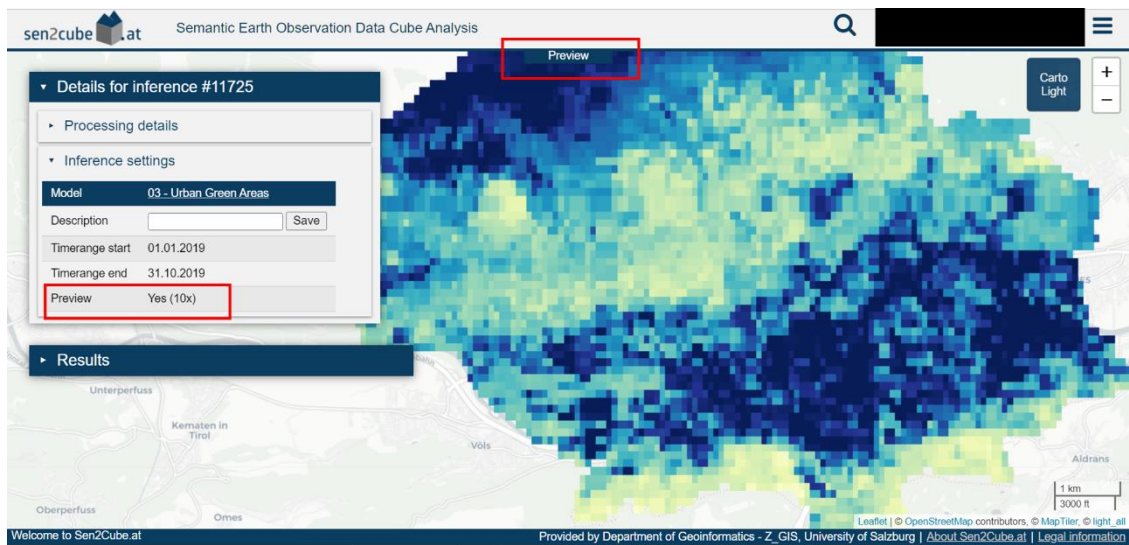 sen2cube.at
Semantic Earth Observation Data Cube Analysis
Preview
Details for inference #11725
Processing details
Inference settings
Model 03 - Urban Green Areas
Description Save
Timerange start 01.01.2019
Timerange end 31.10.2019
Preview Yes (10x)
Results
Carto
Light
+
−
Unterperfuss
Kematen in
Tirol
Völs
Oberperfuss
Omes
Aldrans
1 km
3000 ft
Leaflet | © OpenStreetMap contributors, © MapTiler, © light_all
Welcome to Sen2Cube.at
Provided by Department of Geoinformatics - Z_GIS, University of Salzburg | About Sen2Cube.at | Legal information